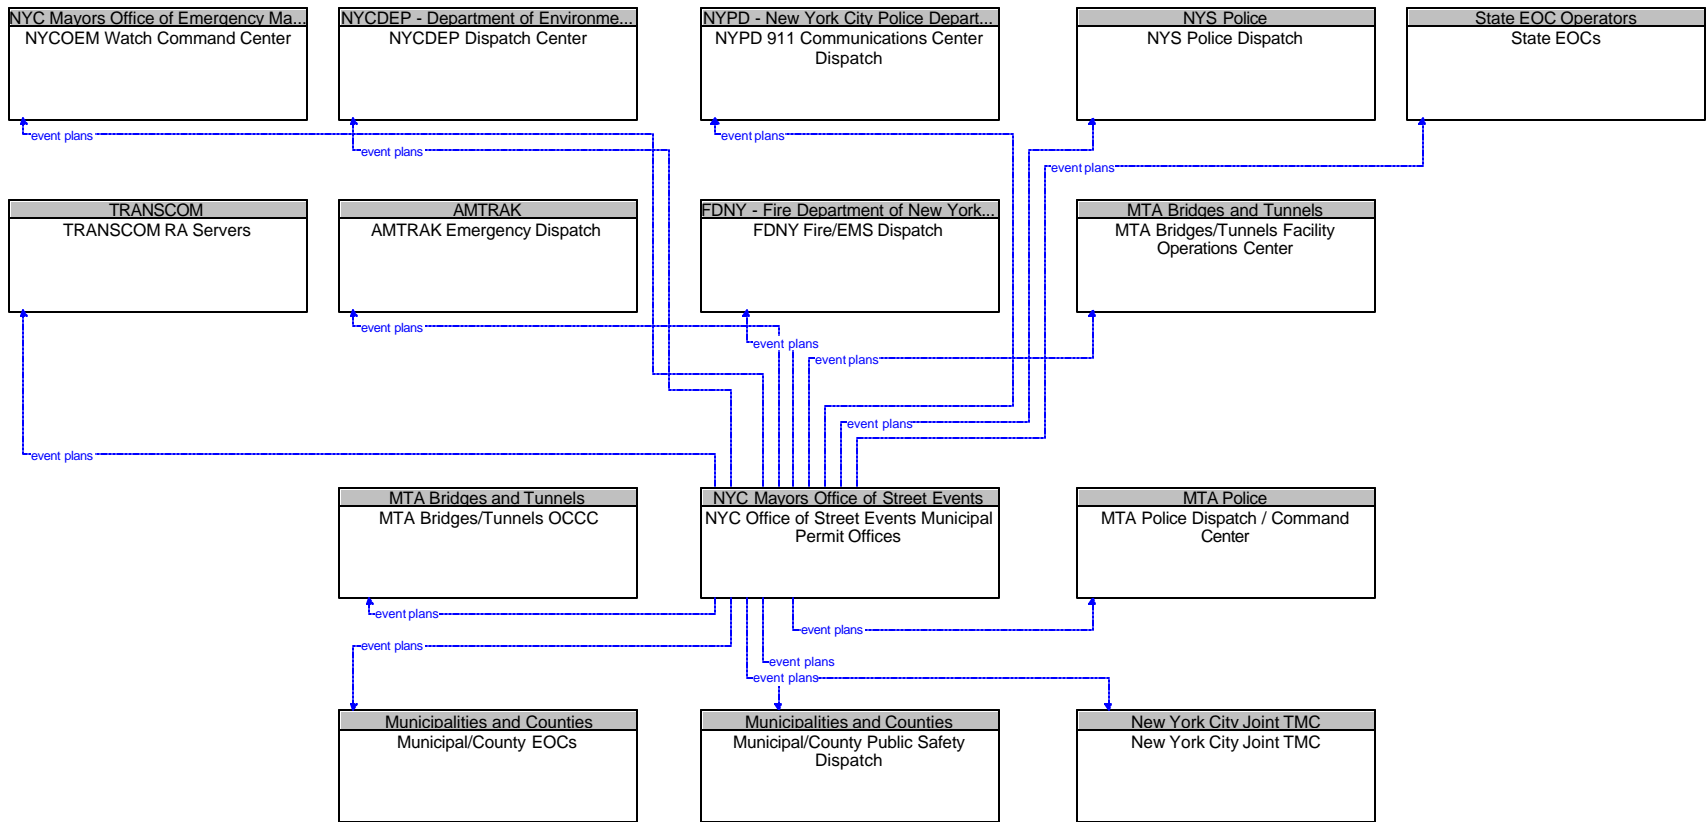 NYC Mayors Office of Emergency Ma...
NYCOEM Watch Command Center
NYCDEP - Department of Environme...
NYCDEP Dispatch Center
NYPD - New York City Police Depart...
NYPD 911 Communications Center
Dispatch
NYS Police
NYS Police Dispatch
State EOC Operators
State EOCs
event plans
event plans
event plans
event plans
event plans
TRANSCOM
TRANSCOM RA Servers
AMTRAK
AMTRAK Emergency Dispatch
FDNY - Fire Department of New York...
FDNY Fire/EMS Dispatch
MTA Bridges and Tunnels
MTA Bridges/Tunnels Facility
Operations Center
event plans
event plans
event plans
event plans
MTA Bridges and Tunnels
MTA Bridges/Tunnels OCCC
NYC Mayors Office of Street Events
NYC Office of Street Events Municipal
Permit Offices
MTA Police
MTA Police Dispatch / Command
Center
event plans
event plans
event plans
event plans
event plans
Municipalities and Counties
Municipal/County EOCs
Municipalities and Counties
Municipal/County Public Safety
Dispatch
New York City Joint TMC
New York City Joint TMC